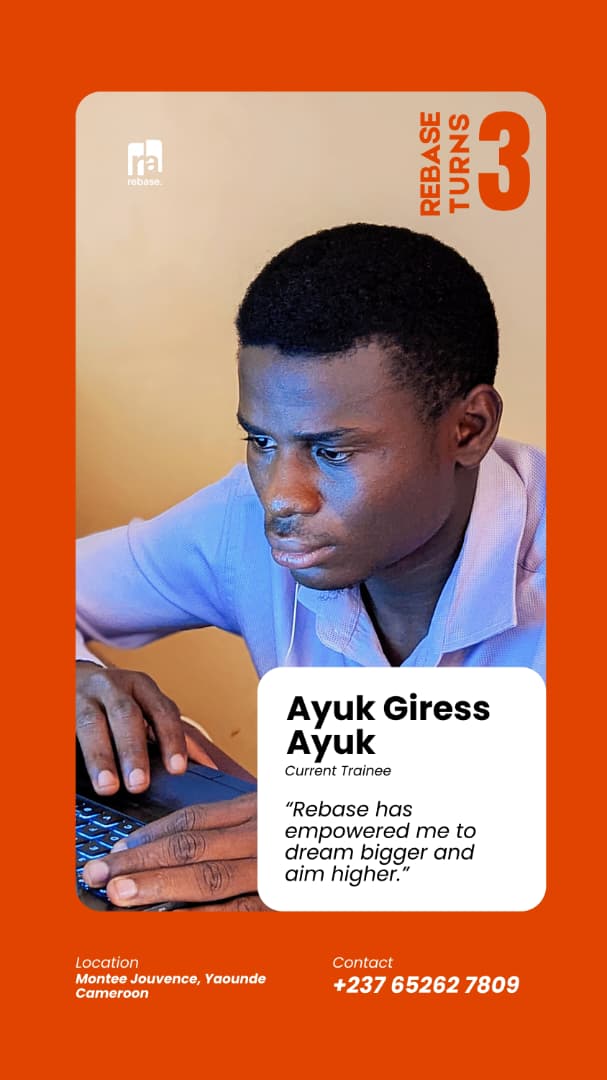 ra
rebase.
REBASE
TURNS
3
Ayuk Giress
Ayuk
Current Trainee
“Rebase has
empowered me to
dream bigger and
aim higher.”
Location
Montee Jouvence, Yaounde
Cameroon
Contact
+237 65262 7809